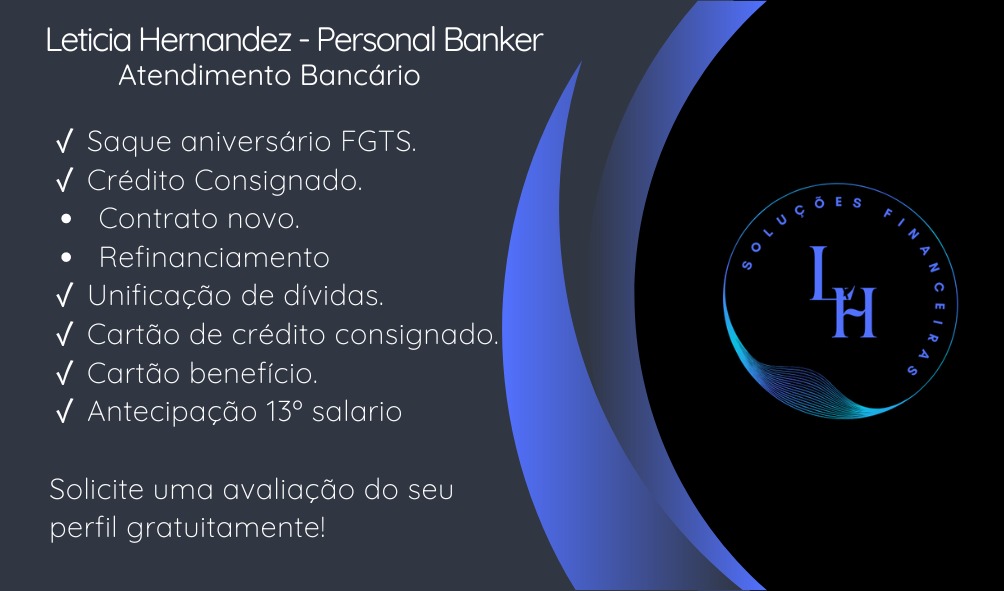 Leticia Hernandez - Personal Banker
Atendimento Bancário
√ Saque aniversário FGTS.
√ Crédito Consignado.
• Contrato novo.
• Refinanciamento
√ Unificação de dívidas.
√ Cartão de crédito consignado.
√ Cartão benefício.
√ Antecipação 13º salario
Solicite uma avaliação do seu
perfil gratuitamente!
SOLUÇÕES FINANCEIRAS
LH